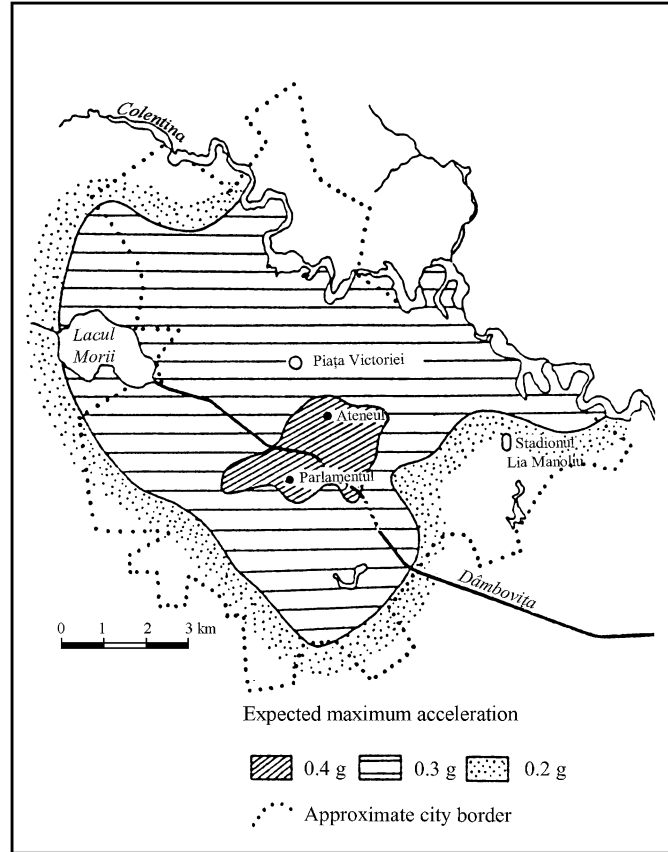 Colentina
Lacul
Morii
Piața Victoriei
Ateneul
Stadionul
Lia Manoliu
Parlamentul
Dâmbovița
0 1 2 3 km
Expected maximum acceleration
0.4 g 0.3 g 0.2 g
Approximate city border